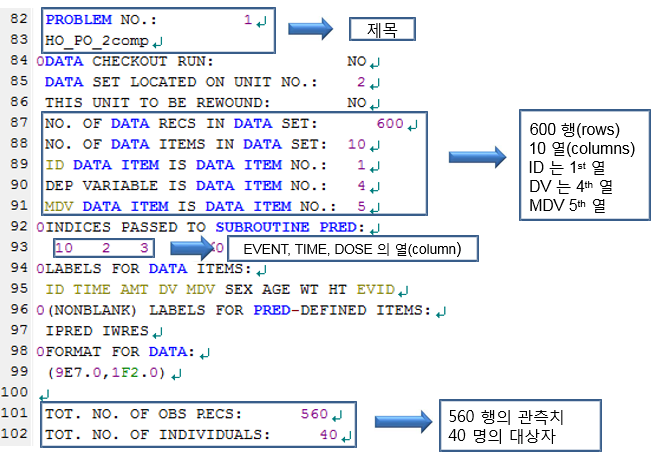 82 PROBLEM NO.: 1
제목
83 HO_PO_2comp
84 0DATA CHECKOUT RUN: NO
85 DATA SET LOCATED ON UNIT NO.: 2
86 THIS UNIT TO BE REWOUND: NO
87 NO. OF DATA RECS IN DATA SET: 600
88 NO. OF DATA ITEMS IN DATA SET: 10
89 ID DATA ITEM IS DATA ITEM NO.: 1
90 DEP VARIABLE IS DATA ITEM NO.: 4
91 MDV DATA ITEM IS DATA ITEM NO.: 5
600 행(rows)
10 열(columns)
ID 는 1st 열
DV 는 4th 열
MDV 5th 열
92 0INDICES PASSED TO SUBROUTINE PRED:
93 10 2 3
EVENT, TIME, DOSE 의 열(column)
94 0LABELS FOR DATA ITEMS:
95 ID TIME AMT DV MDV SEX AGE WT HT EVID
96 0(NONBLANK) LABELS FOR PRED-DEFINED ITEMS:
97 IPRED IWRES
98 0FORMAT FOR DATA:
99 (9E7.0,1F2.0)
100
101 TOT. NO. OF OBS RECS: 560
102 TOT. NO. OF INDIVIDUALS: 40
560 행의 관측치
40 명의 대상자